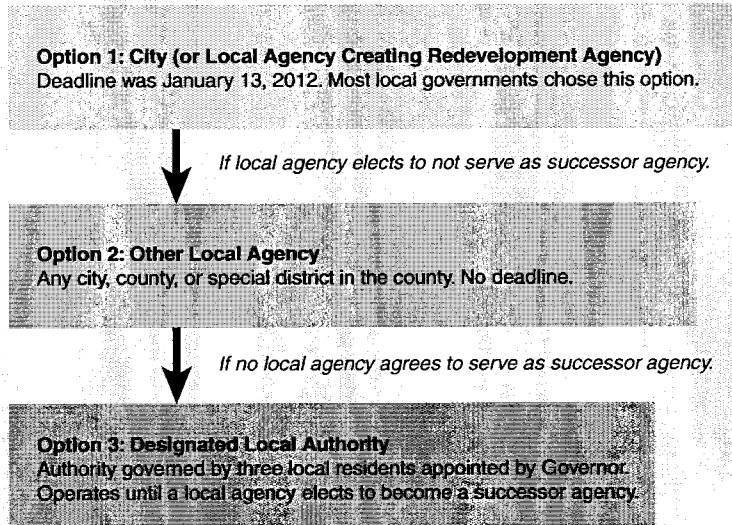 Option 1: City (or Local Agency Creating Redevelopment Agency)
Deadline was January 13, 2012. Most local governments chose this option.
If local agency elects to not serve as successor agency.
Option 2: Other Local Agency
Any city, county, or special district in the county. No deadline.
If no local agency agrees to serve as successor agency.
Option 3: Designated Local Authority
Authority governed by three local residents appointed by Governor.
Operates until a local agency elects to become a successor agency.